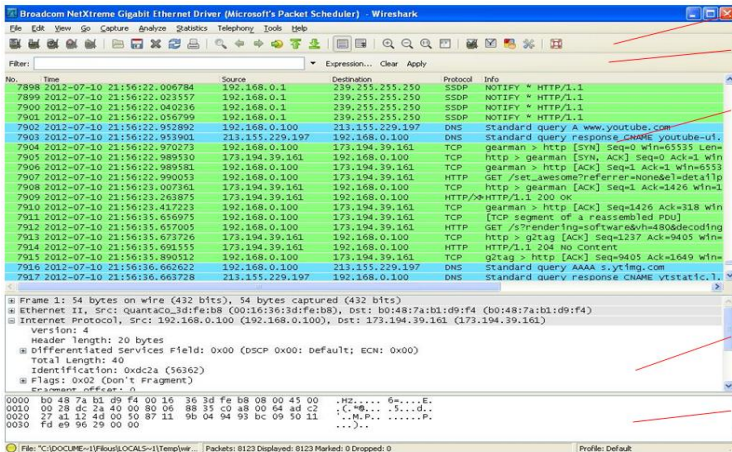 Broadcom NetXtreme Gigabit Ethernet Driver (Microsoft's Packet Scheduler) - Wireshark
File Edit View Go Capture Analyze Statistics Telephony Tools Help
Filter: Expression... Clear Apply
No. Time Source Destination Protocol Info
7898 2012-07-10 21:56:22.006784 192.168.0.1 239.255.255.250 SSDP NOTIFY * HTTP/1.1
7899 2012-07-10 21:56:22.023557 192.168.0.1 239.255.255.250 SSDP NOTIFY * HTTP/1.1
7900 2012-07-10 21:56:22.040236 192.168.0.1 239.255.255.250 SSDP NOTIFY * HTTP/1.1
7901 2012-07-10 21:56:22.056799 192.168.0.1 239.255.255.250 SSDP NOTIFY * HTTP/1.1
7902 2012-07-10 21:56:22.952892 192.168.0.100 213.155.229.197 DNS Standard query A www.youtube.com
7903 2012-07-10 21:56:22.953901 213.155.229.197 192.168.0.100 DNS Standard query response CNAME youtube-ui.
7904 2012-07-10 21:56:22.970273 192.168.0.100 173.194.39.161 TCP gearman > http [SYN] Seq=0 Win=65535 Len=
7905 2012-07-10 21:56:22.989530 173.194.39.161 192.168.0.100 TCP http > gearman [SYN, ACK] Seq=0 Ack=1 Win
7906 2012-07-10 21:56:22.989581 192.168.0.100 173.194.39.161 TCP gearman > http [ACK] Seq=1 Ack=1 Win=6553
7907 2012-07-10 21:56:22.990053 192.168.0.100 173.194.39.161 HTTP GET /set_awesome?referrer=None&el=detailp
7908 2012-07-10 21:56:23.007361 173.194.39.161 192.168.0.100 TCP http > gearman [ACK] Seq=1 Ack=1426 Win=1
7909 2012-07-10 21:56:23.263875 173.194.39.161 192.168.0.100 HTTP/X HTTP/1.1 200 OK
7910 2012-07-10 21:56:23.417223 192.168.0.100 173.194.39.161 TCP gearman > http [ACK] Seq=1426 Ack=318 Win
7911 2012-07-10 21:56:35.656975 192.168.0.100 173.194.39.161 TCP [TCP segment of a reassembled PDU]
7912 2012-07-10 21:56:35.657005 192.168.0.100 173.194.39.161 HTTP GET /s?rendering=software&vh=480&decoding
7913 2012-07-10 21:56:35.673726 173.194.39.161 192.168.0.100 TCP http > g2tag [ACK] Seq=1237 Ack=9405 Win=
7914 2012-07-10 21:56:35.691555 173.194.39.161 192.168.0.100 HTTP HTTP/1.1 204 No Content
7915 2012-07-10 21:56:35.890512 192.168.0.100 173.194.39.161 TCP g2tag > http [ACK] Seq=9405 Ack=1649 Win=
7916 2012-07-10 21:56:36.662622 192.168.0.100 213.155.229.197 DNS Standard query AAAA s.ytimg.com
7917 2012-07-10 21:56:36.663728 213.155.229.197 192.168.0.100 DNS Standard query response CNAME ytstatic.l.
Frame 1: 54 bytes on wire (432 bits), 54 bytes captured (432 bits)
Ethernet II, Src: QuantaCo_3d:fe:b8 (00:16:36:3d:fe:b8), Dst: b0:48:7a:b1:d9:f4 (b0:48:7a:b1:d9:f4)
Internet Protocol, Src: 192.168.0.100 (192.168.0.100), Dst: 173.194.39.161 (173.194.39.161)
Version: 4
Header length: 20 bytes
Differentiated Services Field: 0x00 (DSCP 0x00: Default; ECN: 0x00)
Total Length: 40
Identification: 0xdc2a (56362)
Flags: 0x02 (Don't Fragment)
Fragment offset: 0
0000 b0 48 7a b1 d9 f4 00 16 36 3d fe b8 08 00 45 00 .Hz..... 6=....E.
0010 00 28 dc 2a 40 00 80 06 88 35 c0 a8 00 64 ad c2 .(.*@... .5...d..
0020 27 a1 12 4d 00 50 87 11 9b 04 94 93 bc 09 50 11 '..M.P.. ......P.
0030 fd e9 96 29 00 00 ...)..
File: "C:\DOCUME~1\Filous\LOCALS~1\Temp\wir... Packets: 8123 Displayed: 8123 Marked: 0 Dropped: 0 Profile: Default